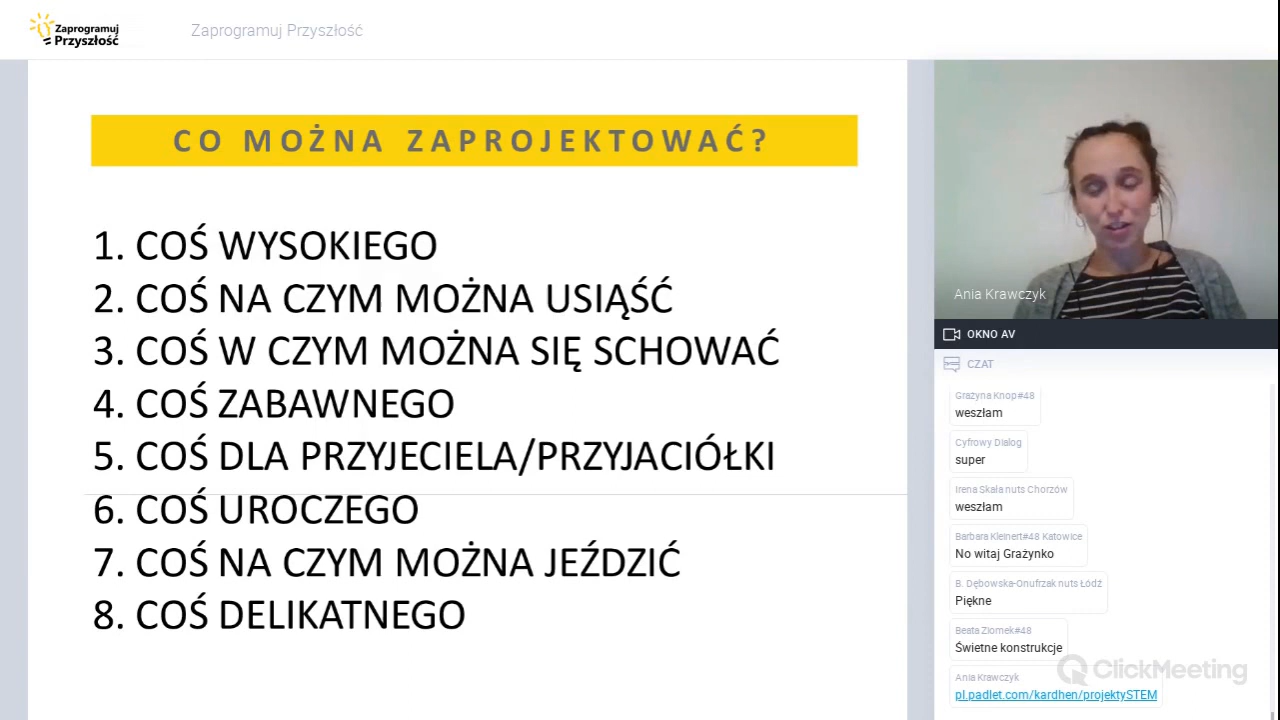 Zaprogramuj
Przyszłość
Zaprogramuj Przyszłość
CO MOŻNA ZAPROJEKTOWAĆ?
1. COŚ WYSOKIEGO
2. COŚ NA CZYM MOŻNA USIĄŚĆ
3. COŚ W CZYM MOŻNA SIĘ SCHOWAĆ
4. COŚ ZABAWNEGO
5. COŚ DLA PRZYJECIELA/PRZYJACIÓŁKI
6. COŚ UROCZEGO
7. COŚ NA CZYM MOŻNA JEŹDZIĆ
8. COŚ DELIKATNEGO
Ania Krawczyk
OKNO AV
CZAT
Grażyna Knop#48
weszłam
Cyfrowy Dialog
super
Irena Skała nuts Chorzów
weszłam
Barbara Kleinert#48 Katowice
No witaj Grażynko
B. Dębowska-Onufrzak nuts Łódź
Piękne
Beata Ziomek#48
Świetne konstrukcje
ClickMeeting
Ania Krawczyk
pl.padlet.com/kardhen/projektySTEM